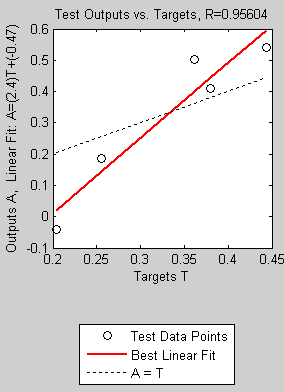 Test Outputs vs. Targets, R=0.95604
Outputs A,  Linear Fit:  A=(2.4)T+(-0.47)
0.6
0.5
0.4
0.3
0.2
0.1
0
-0.1
0.2 0.25 0.3 0.35 0.4 0.45
Targets T
Test Data Points
Best Linear Fit
A = T